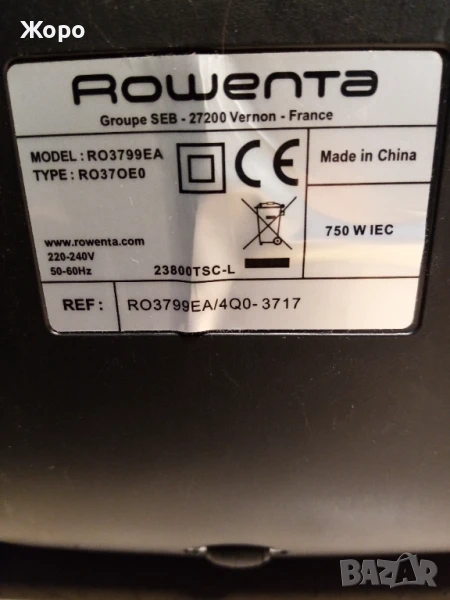 Жоро
Rowenta
Groupe SEB - 27200 Vernon - France
MODEL : RO3799EA
TYPE : RO37OE0
CE
Made in China
www.rowenta.com
220-240V
50-60Hz
23800TSC-L
750 W IEC
REF :
RO3799EA/4Q0-3717
BAZAR